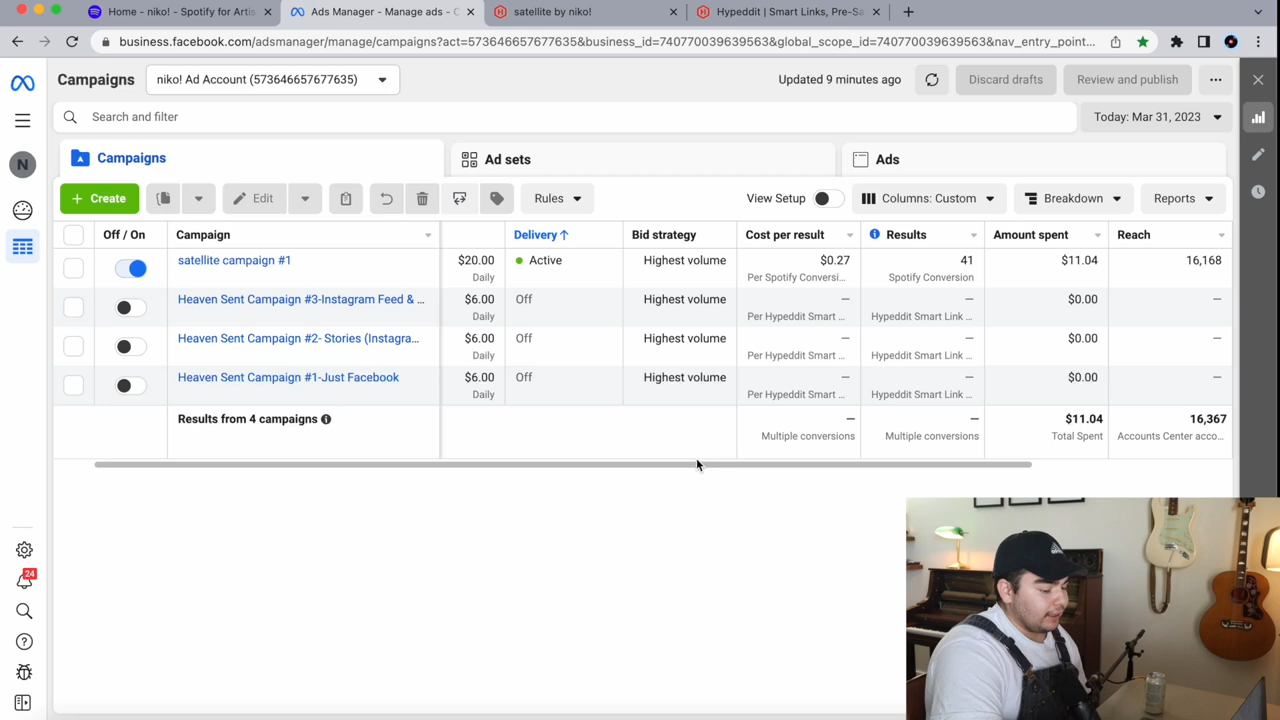 Home - niko! - Spotify for Artis
Ads Manager - Manage ads - C
satellite by niko!
Hypeddit | Smart Links, Pre-Sa
business.facebook.com/adsmanager/manage/campaigns?act=573646657677635&business_id=740770039639563&global_scope_id=740770039639563&nav_entry_point...
Campaigns
niko! Ad Account (573646657677635)
Updated 9 minutes ago
Discard drafts
Review and publish
Search and filter
Today: Mar 31, 2023
N
Campaigns
Ad sets
Ads
+ Create
Edit
Rules
View Setup
Columns: Custom
Breakdown
Reports
Off / On
Campaign
Delivery ↑
Bid strategy
Cost per result
Results
Amount spent
Reach
satellite campaign #1
$20.00
Active
Highest volume
$0.27
41
$11.04
16,168
Daily
Per Spotify Conversi...
Spotify Conversion
Heaven Sent Campaign #3-Instagram Feed & ...
$6.00
Off
Highest volume
—
—
$0.00
—
Daily
Per Hypeddit Smart ...
Hypeddit Smart Link ...
Heaven Sent Campaign #2- Stories (Instagra...
$6.00
Off
Highest volume
—
—
$0.00
—
Daily
Per Hypeddit Smart ...
Hypeddit Smart Link ...
Heaven Sent Campaign #1-Just Facebook
$6.00
Off
Highest volume
—
—
$0.00
—
Daily
Per Hypeddit Smart ...
Hypeddit Smart Link ...
Results from 4 campaigns
—
—
$11.04
16,367
Multiple conversions
Multiple conversions
Total Spent
Accounts Center acco...
24